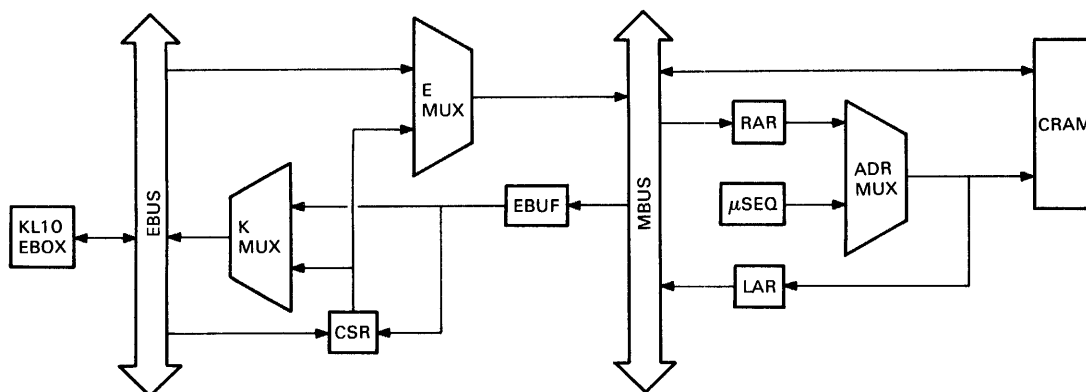 E
MUX
RAR
CRAM
ADR
MUX
EBUS
MBUS
EBUF
μSEQ
KL10
EBOX
K
MUX
LAR
CSR